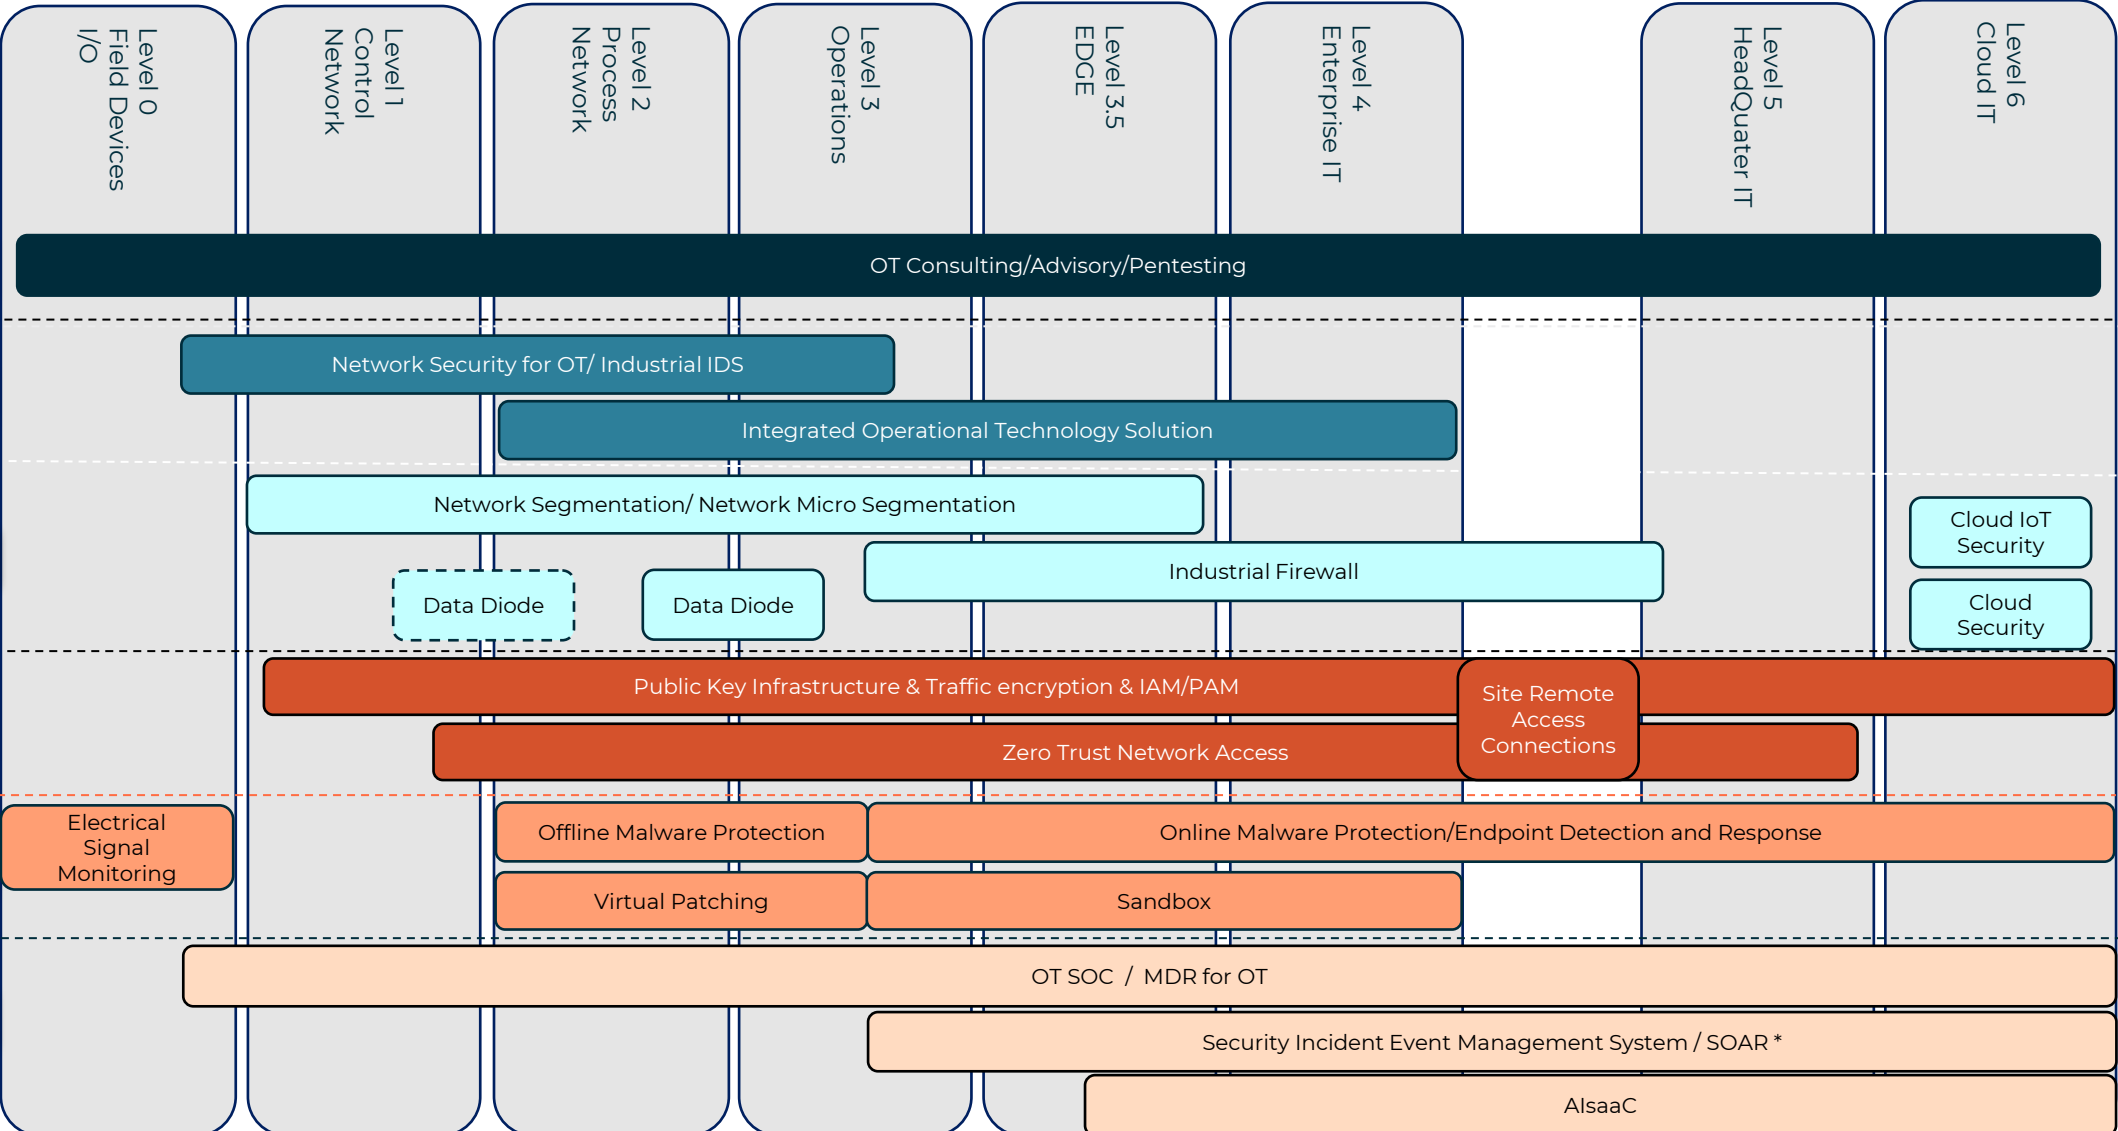 Level 0
Field Devices
I/O
Level 1
Control
Network
Level 2
Process
Network
Level 3
Operations
Level 3.5
EDGE
Level 4
Enterprise IT
Level 5
HeadQuater IT
Level 6
Cloud IT
OT Consulting/Advisory/Pentesting
Network Security for OT/ Industrial IDS
Integrated Operational Technology Solution
Network Segmentation/ Network Micro Segmentation
Cloud IoT
Security
Industrial Firewall
Data Diode
Data Diode
Cloud
Security
Public Key Infrastructure & Traffic encryption & IAM/PAM
Site Remote
Access
Connections
Zero Trust Network Access
Electrical
Signal
Monitoring
Offline Malware Protection
Online Malware Protection/Endpoint Detection and Response
Virtual Patching
Sandbox
OT SOC / MDR for OT
Security Incident Event Management System / SOAR *
AIsaaC